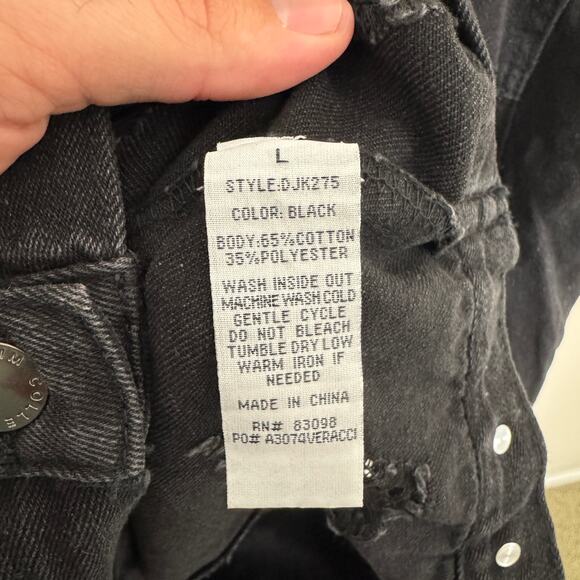 L
STYLE:DJK275
COLOR: BLACK
BODY:65%COTTON
35%POLYESTER
WASH INSIDE OUT
MACHINE WASH COLD
GENTLE CYCLE
DO NOT BLEACH
TUMBLE DRY LOW
WARM IRON IF
NEEDED
MADE IN CHINA
RN# 83098
PO# A3074VERACCI
COLLE